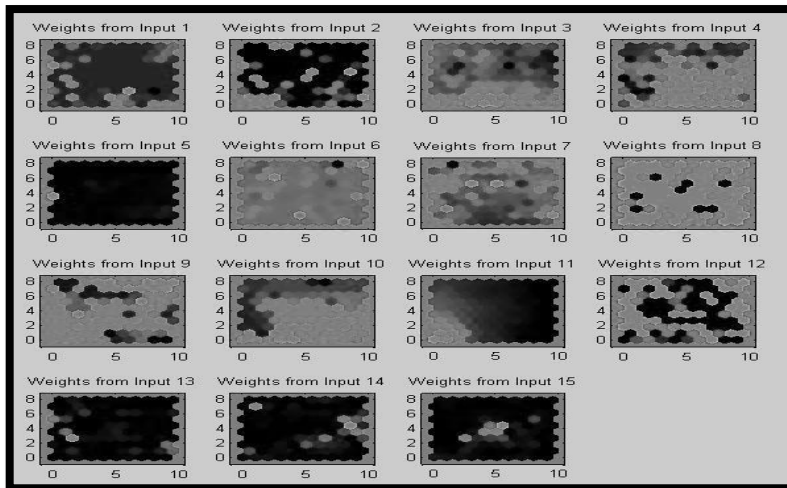 Weights from Input 1 Weights from Input 2 Weights from Input 3 Weights from Input 4
8 8 8 8
6 6 6 6
4 4 4 4
2 2 2 2
0 0 0 0
0 5 10 0 5 10 0 5 10 0 5 10
Weights from Input 5 Weights from Input 6 Weights from Input 7 Weights from Input 8
8 8 8 8
6 6 6 6
4 4 4 4
2 2 2 2
0 0 0 0
0 5 10 0 5 10 0 5 10 0 5 10
Weights from Input 9 Weights from Input 10 Weights from Input 11 Weights from Input 12
8 8 8 8
6 6 6 6
4 4 4 4
2 2 2 2
0 0 0 0
0 5 10 0 5 10 0 5 10 0 5 10
Weights from Input 13 Weights from Input 14 Weights from Input 15
8 8 8
6 6 6
4 4 4
2 2 2
0 0 0
0 5 10 0 5 10 0 5 10